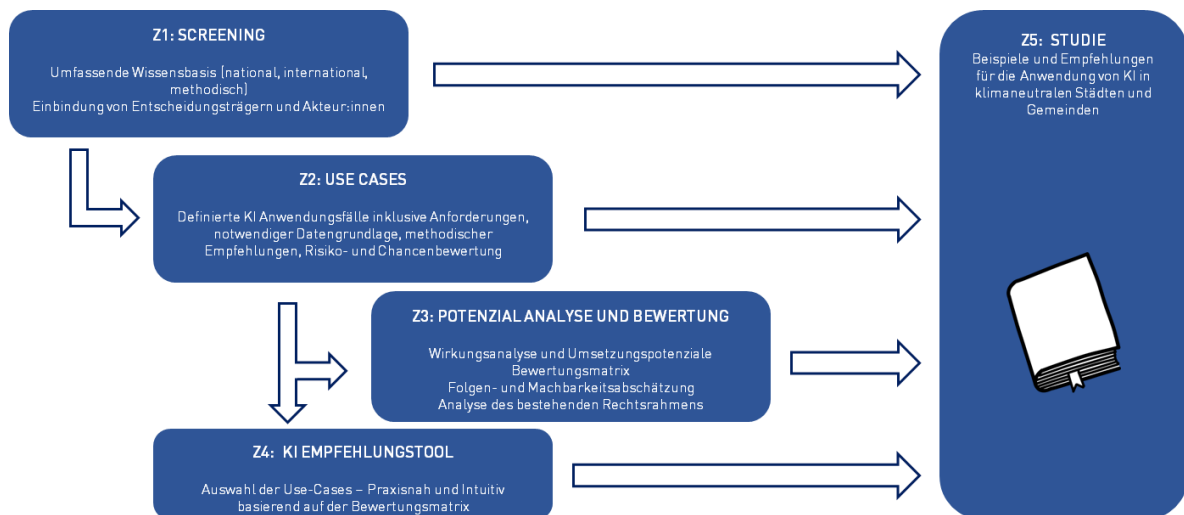 Z1: SCREENING
Umfassende Wissensbasis (national, international,
methodisch)
Einbindung von Entscheidungsträgern und Akteur:innen
Z2: USE CASES
Definierte KI Anwendungsfälle inklusive Anforderungen,
notwendiger Datengrundlage, methodischer
Empfehlungen, Risiko- und Chancenbewertung
Z3: POTENZIAL ANALYSE UND BEWERTUNG
Wirkungsanalyse und Umsetzungspotenziale
Bewertungsmatrix
Folgen- und Machbarkeitsabschätzung
Analyse des bestehenden Rechtsrahmens
Z4: KI EMPFEHLUNGSTOOL
Auswahl der Use-Cases – Praxisnah und Intuitiv
basierend auf der Bewertungsmatrix
Z5: STUDIE
Beispiele und Empfehlungen
für die Anwendung von KI in
klimaneutralen Städten und
Gemeinden